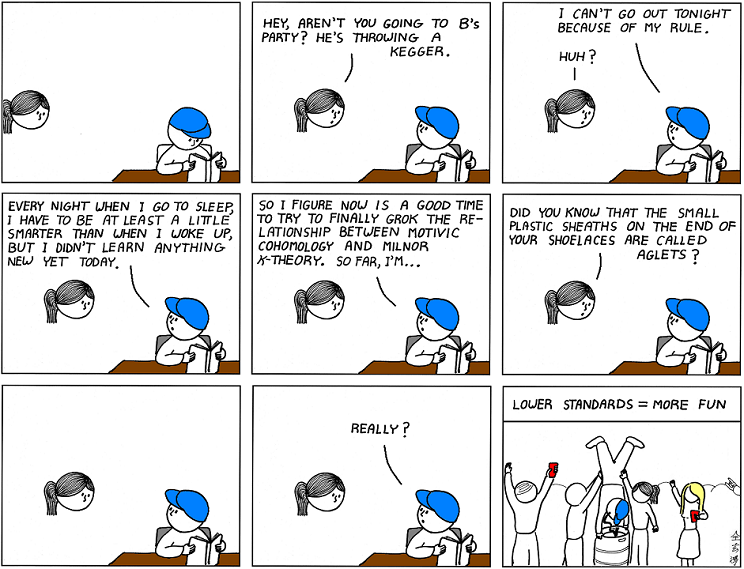 HEY, AREN'T YOU GOING TO B's
PARTY? HE'S THROWING A
KEGGER.
I CAN'T GO OUT TONIGHT
BECAUSE OF MY RULE.
HUH?
EVERY NIGHT WHEN I GO TO SLEEP,
I HAVE TO BE AT LEAST A LITTLE
SMARTER THAN WHEN I WOKE UP,
BUT I DIDN'T LEARN ANYTHING
NEW YET TODAY.
SO I FIGURE NOW IS A GOOD TIME
TO TRY TO FINALLY GROK THE RE-
LATIONSHIP BETWEEN MOTIVIC
COHOMOLOGY AND MILNOR
K-THEORY. SO FAR, I'M...
DID YOU KNOW THAT THE SMALL
PLASTIC SHEATHS ON THE END OF
YOUR SHOELACES ARE CALLED
AGLETS?
REALLY?
LOWER STANDARDS = MORE FUN